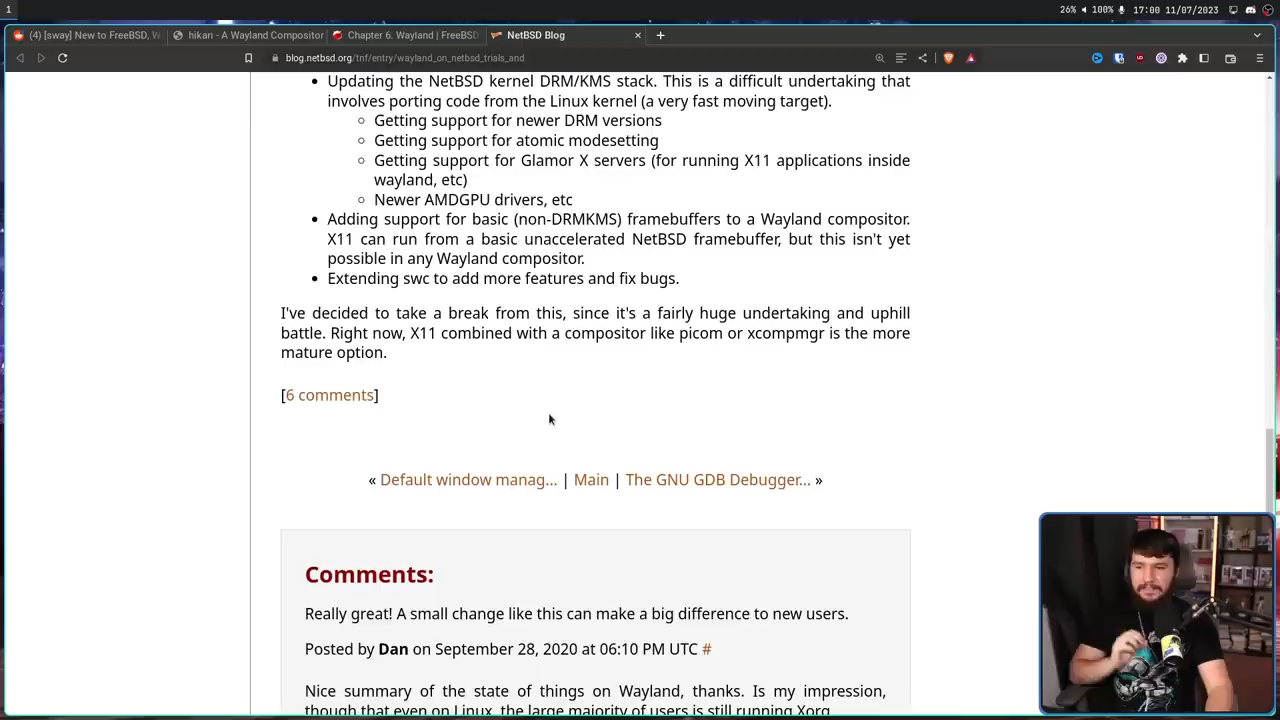 1
26%
100%
17:00 11/07/2023
(4) [sway] New to FreeBSD, W
hikari - A Wayland Compositor
Chapter 6. Wayland | FreeBSD
NetBSD Blog
blog.netbsd.org/tnf/entry/wayland_on_netbsd_trials_and
• Updating the NetBSD kernel DRM/KMS stack. This is a difficult undertaking that
involves porting code from the Linux kernel (a very fast moving target).
◦ Getting support for newer DRM versions
◦ Getting support for atomic modesetting
◦ Getting support for Glamor X servers (for running X11 applications inside
wayland, etc)
◦ Newer AMDGPU drivers, etc
• Adding support for basic (non-DRMKMS) framebuffers to a Wayland compositor.
X11 can run from a basic unaccelerated NetBSD framebuffer, but this isn't yet
possible in any Wayland compositor.
• Extending swc to add more features and fix bugs.
I've decided to take a break from this, since it's a fairly huge undertaking and uphill
battle. Right now, X11 combined with a compositor like picom or xcompmgr is the more
mature option.
[6 comments]
« Default window manag... | Main | The GNU GDB Debugger... »
Comments:
Really great! A small change like this can make a big difference to new users.
Posted by Dan on September 28, 2020 at 06:10 PM UTC #
Nice summary of the state of things on Wayland, thanks. Is my impression,
though that even on Linux, the large majority of users is still running Xorg